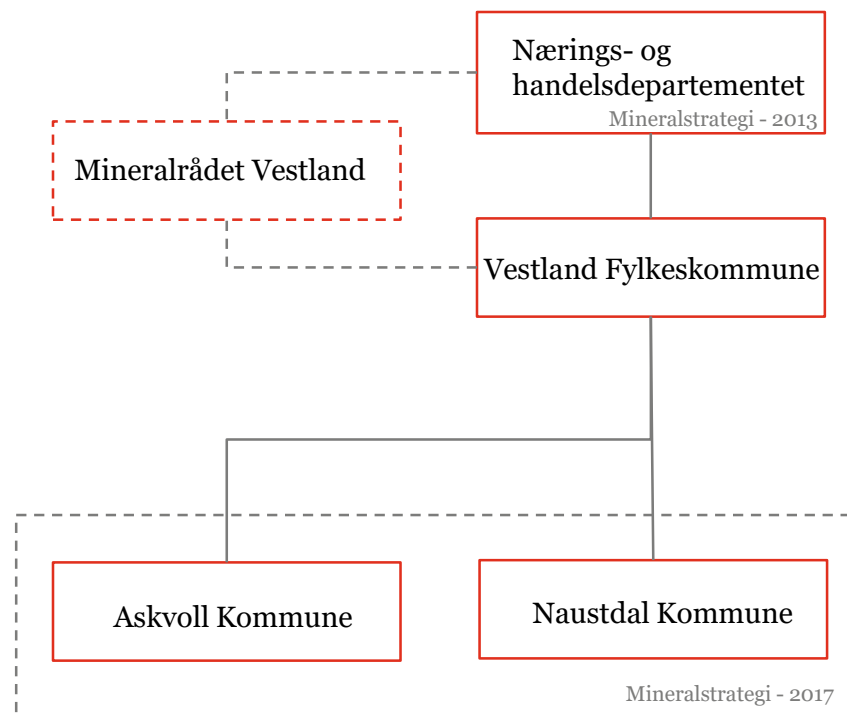 Nærings- og
handelsdepartementet
Mineralstrategi - 2013
Mineralrådet Vestland
Vestland Fylkeskommune
Askvoll Kommune
Naustdal Kommune
Mineralstrategi - 2017